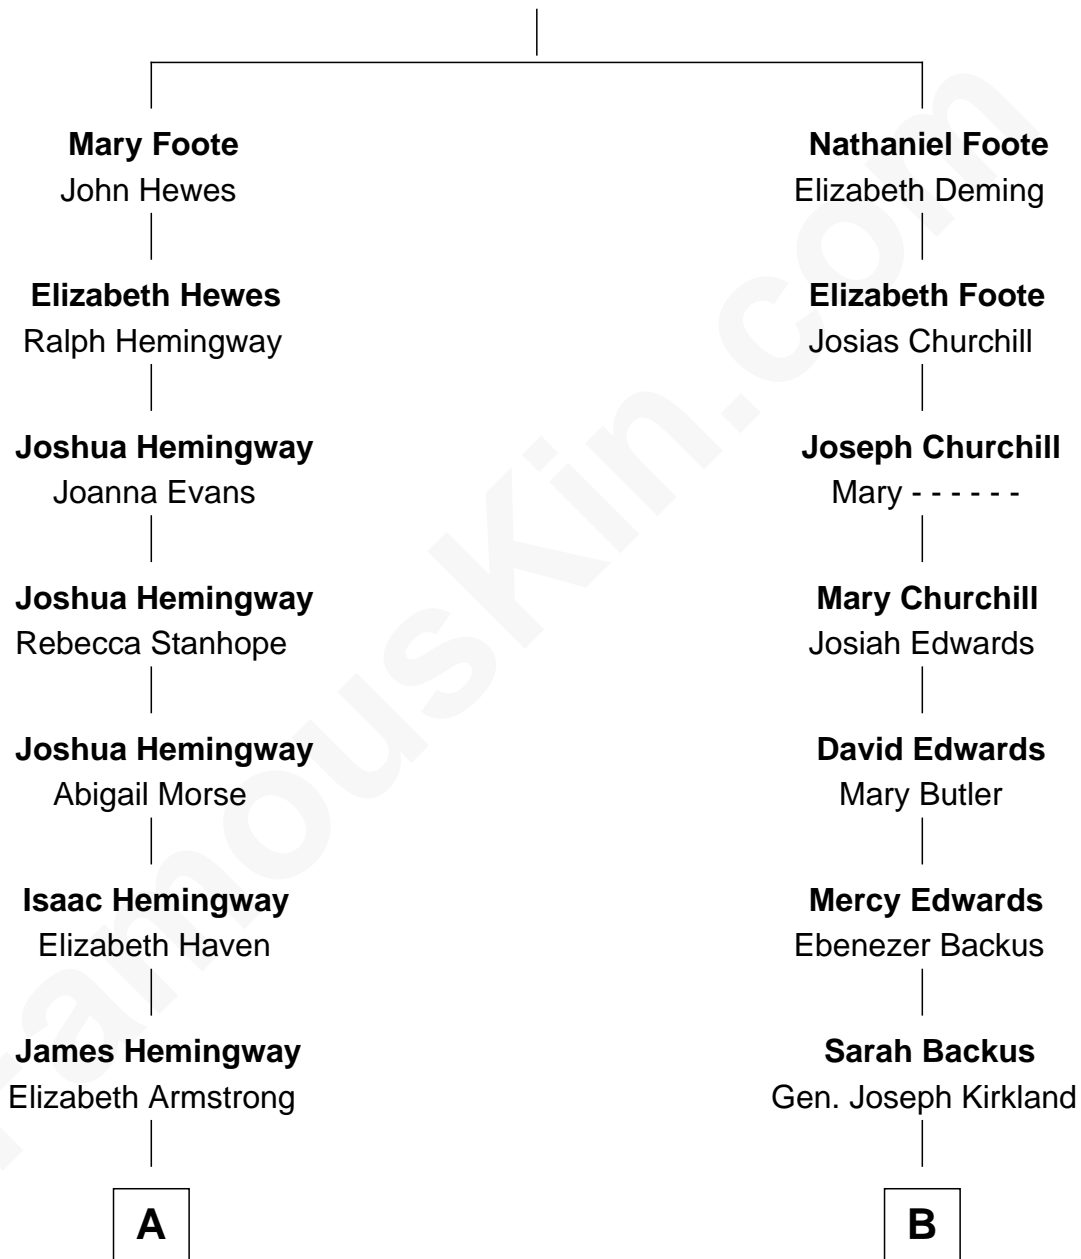 Mary Foote
John Hewes
Nathaniel Foote
Elizabeth Deming
Elizabeth Hewes
Ralph Hemingway
Elizabeth Foote
Josias Churchill
Joshua Hemingway
Joanna Evans
Joseph Churchill
Mary - - - - - -
Joshua Hemingway
Rebecca Stanhope
Mary Churchill
Josiah Edwards
Joshua Hemingway
Abigail Morse
David Edwards
Mary Butler
Isaac Hemingway
Elizabeth Haven
Mercy Edwards
Ebenezer Backus
James Hemingway
Elizabeth Armstrong
Sarah Backus
Gen. Joseph Kirkland
A
B
FamousKin.com